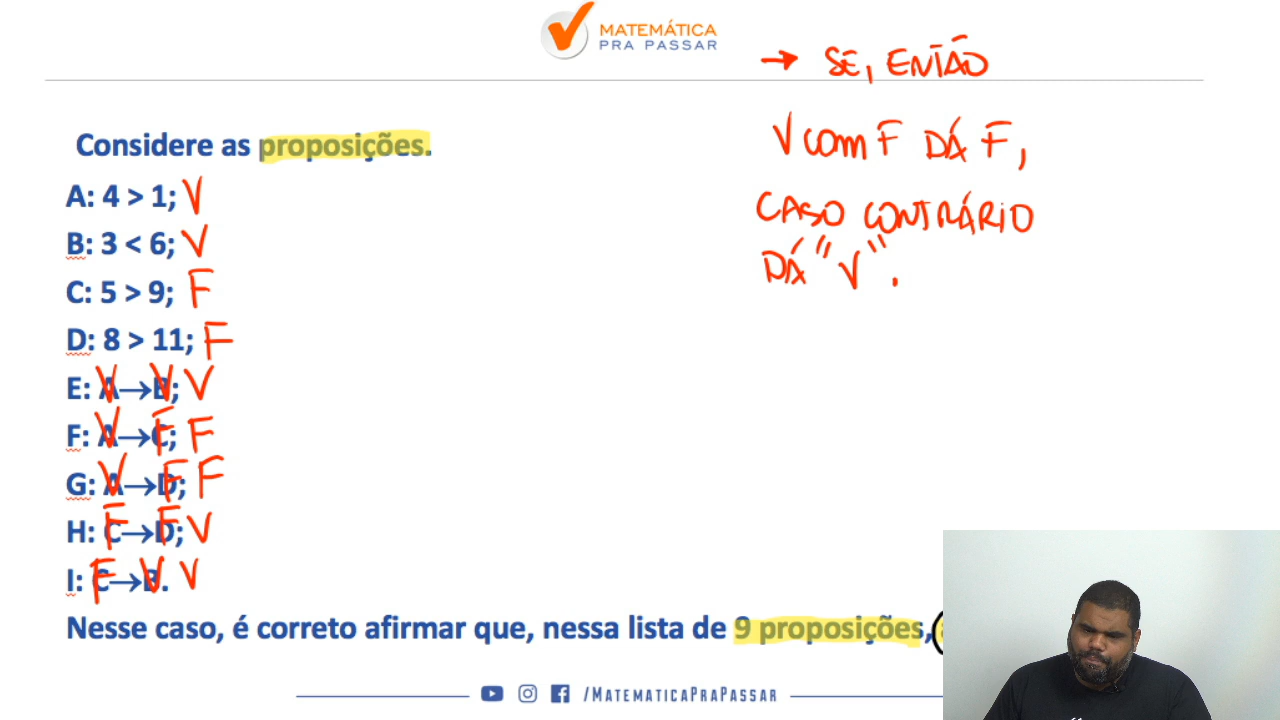 MATEMÁTICA
PRA PASSAR
→ SE, ENTÃO
Considere as proposições.
V com F DÁ F,
CASO CONTRÁRIO
DÁ "V".
A: 4 > 1; V
B: 3 < 6; V
C: 5 > 9; F
D: 8 > 11; F
E: A→B; V V V
F: A→C; V F F
G: A→D; V F F
H: C→D; F F V
I: C→B. F V V
Nesse caso, é correto afirmar que, nessa lista de 9 proposições,
/MATEMATICAPRAPASSAR